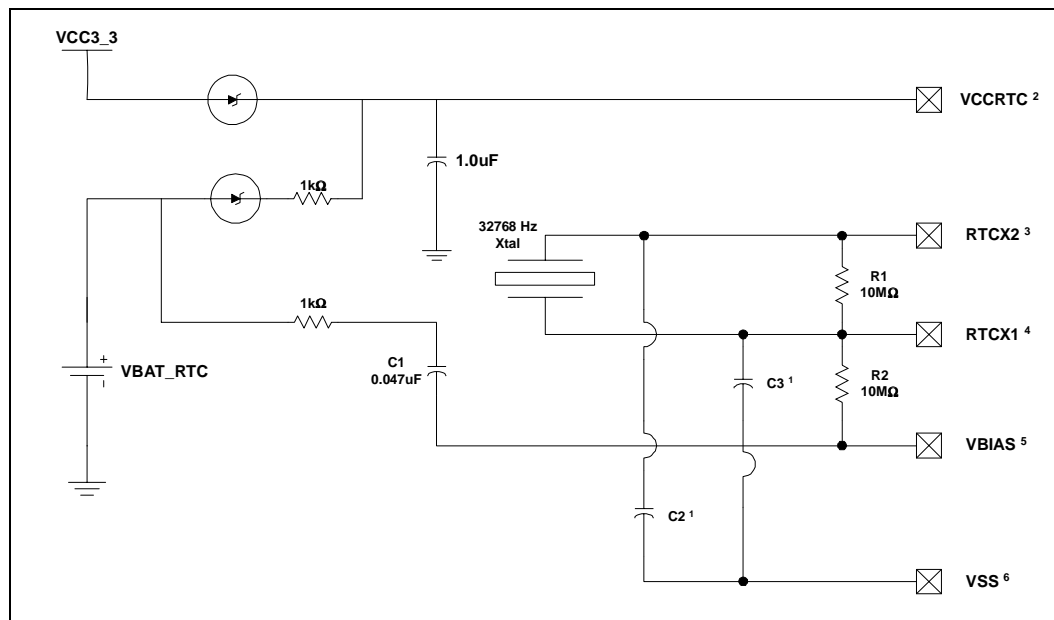 VCC3_3
VCCRTC 2
1.0uF
1kΩ
32768 Hz
Xtal
RTCX2 3
R1
10MΩ
1kΩ
RTCX1 4
+
-
VBAT_RTC
C1
0.047uF
C3 1
R2
10MΩ
VBIAS 5
C2 1
VSS 6